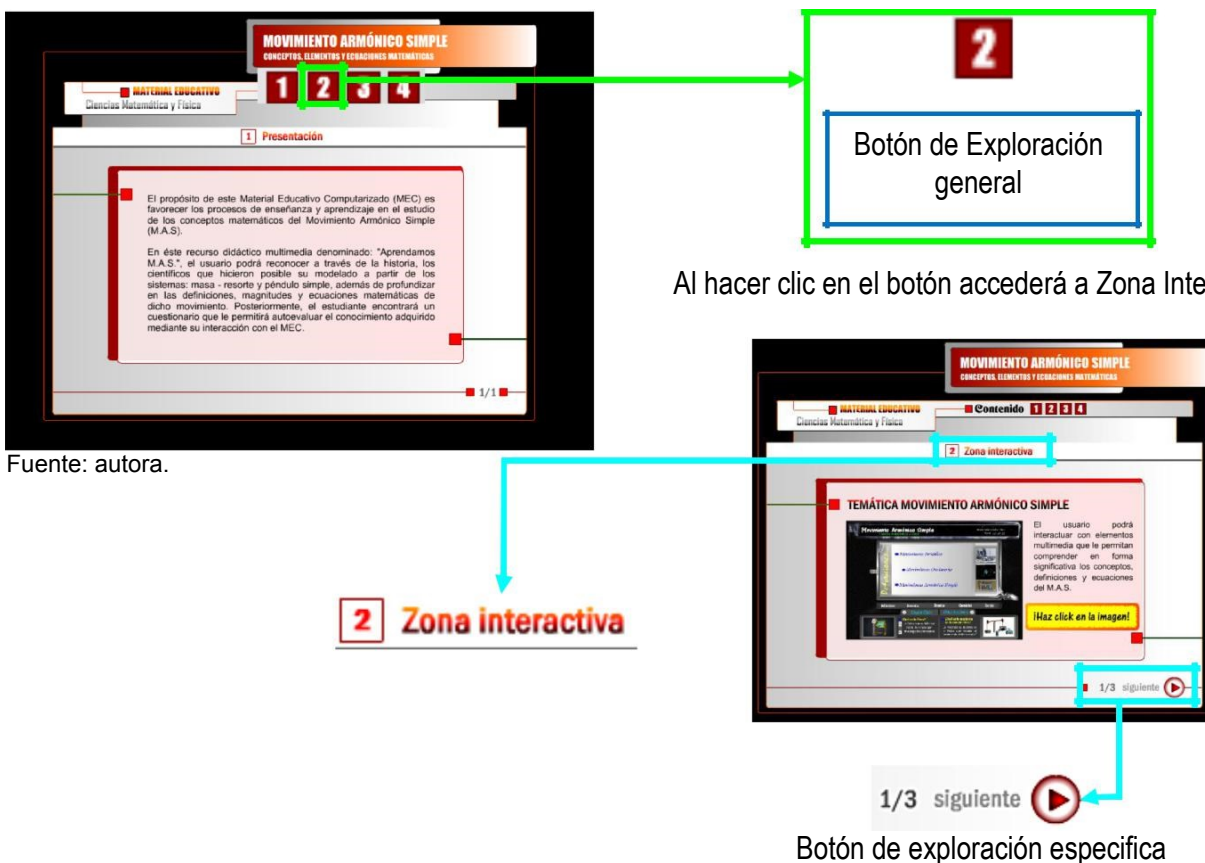 MOVIMIENTO ARMÓNICO SIMPLE
CONCEPTOS, ELEMENTOS Y ECUACIONES MATEMÁTICAS
1 2 3 4
MATERIAL EDUCATIVO
Ciencias Matemática y Física
1 Presentación
El propósito de este Material Educativo Computarizado (MEC) es
favorecer los procesos de enseñanza y aprendizaje en el estudio
de los conceptos matemáticos del Movimiento Armónico Simple
(M.A.S).
En éste recurso didáctico multimedia denominado: "Aprendamos
M.A.S.", el usuario podrá reconocer a través de la historia, los
científicos que hicieron posible su modelado a partir de los
sistemas: masa - resorte y péndulo simple, además de profundizar
en las definiciones, magnitudes y ecuaciones matemáticas de
dicho movimiento. Posteriormente, el estudiante encontrará un
cuestionario que le permitirá autoevaluar el conocimiento adquirido
mediante su interacción con el MEC.
1/1
Fuente: autora.
2
Botón de Exploración
general
Al hacer clic en el botón accederá a Zona Inte
MOVIMIENTO ARMÓNICO SIMPLE
CONCEPTOS, ELEMENTOS Y ECUACIONES MATEMÁTICAS
MATERIAL EDUCATIVO
Contenido 1 2 3 4
Ciencias Matemática y Física
2 Zona interactiva
TEMÁTICA MOVIMIENTO ARMÓNICO SIMPLE
Movimiento Armónico Simple
El usuario podrá
interactuar con elementos
multimedia que le permitan
comprender en forma
significativa los conceptos,
definiciones y ecuaciones
del M.A.S.
¡Haz click en la imagen!
1/3 siguiente
2 Zona interactiva
1/3 siguiente
Botón de exploración especifica